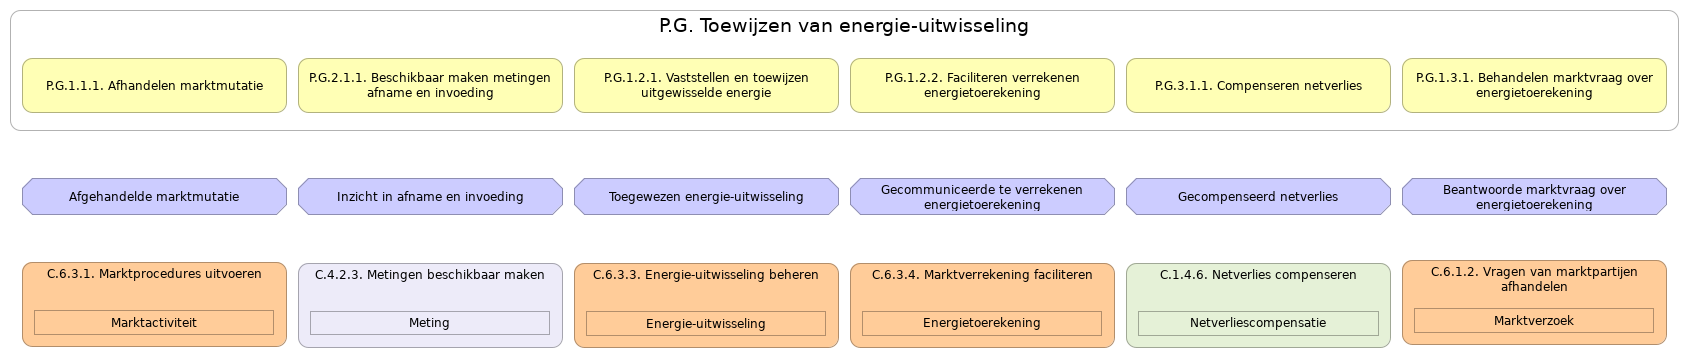 P.G. Toewijzen van energie-uitwisseling
P.G.1.1.1. Afhandelen marktmutatie
P.G.2.1.1. Beschikbaar maken metingen
afname en invoeding
P.G.1.2.1. Vaststellen en toewijzen
uitgewisselde energie
P.G.1.2.2. Faciliteren verrekenen
energietoerekening
P.G.3.1.1. Compenseren netverlies
P.G.1.3.1. Behandelen marktvraag over
energietoerekening
Afgehandelde marktmutatie
Inzicht in afname en invoeding
Toegewezen energie-uitwisseling
Gecommuniceerde te verrekenen
energietoerekening
Gecompenseerd netverlies
Beantwoorde marktvraag over
energietoerekening
C.6.3.1. Marktprocedures uitvoeren
Marktactiviteit
C.4.2.3. Metingen beschikbaar maken
Meting
C.6.3.3. Energie-uitwisseling beheren
Energie-uitwisseling
C.6.3.4. Marktverrekening faciliteren
Energietoerekening
C.1.4.6. Netverlies compenseren
Netverliescompensatie
C.6.1.2. Vragen van marktpartijen
afhandelen
Marktverzoek